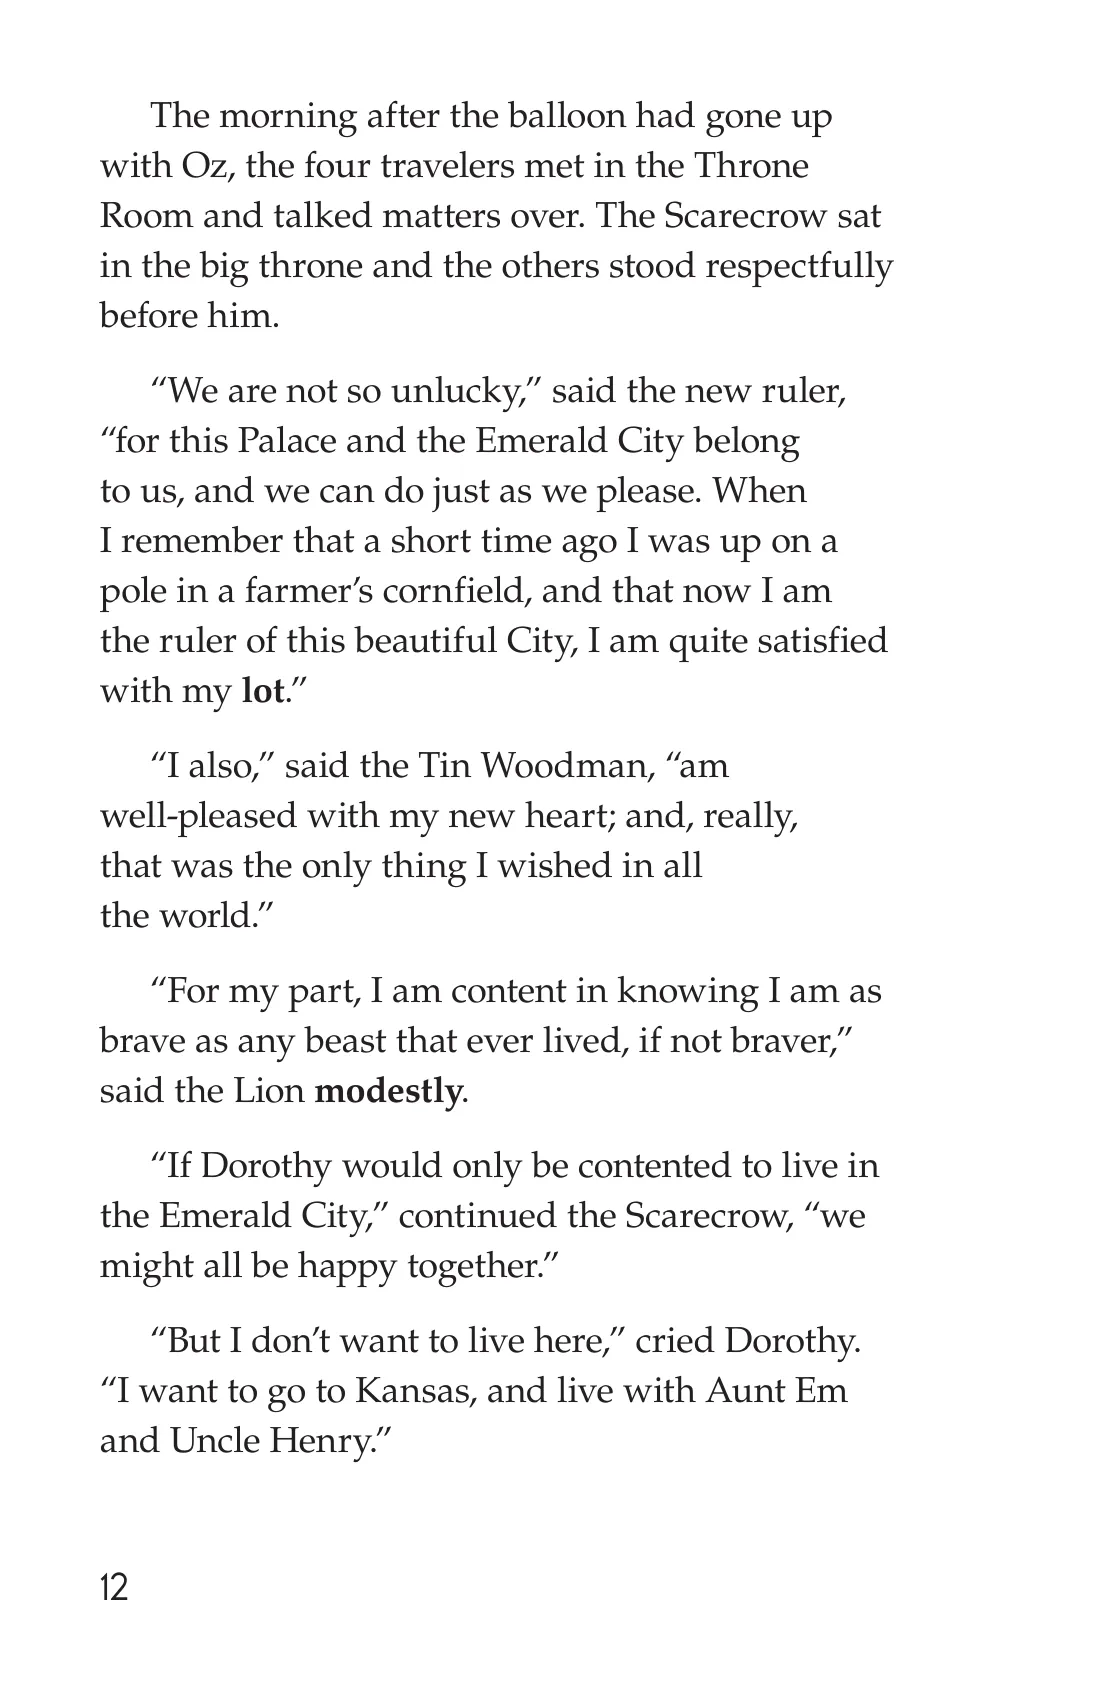 The morning after the balloon had gone up
with Oz, the four travelers met in the Throne
Room and talked matters over. The Scarecrow sat
in the big throne and the others stood respectfully
before him.
“We are not so unlucky,” said the new ruler,
“for this Palace and the Emerald City belong
to us, and we can do just as we please. When
I remember that a short time ago I was up on a
pole in a farmer’s cornfield, and that now I am
the ruler of this beautiful City, I am quite satisfied
with my lot.”
“I also,” said the Tin Woodman, “am
well-pleased with my new heart; and, really,
that was the only thing I wished in all
the world.”
“For my part, I am content in knowing I am as
brave as any beast that ever lived, if not braver,”
said the Lion modestly.
“If Dorothy would only be contented to live in
the Emerald City,” continued the Scarecrow, “we
might all be happy together.”
“But I don’t want to live here,” cried Dorothy.
“I want to go to Kansas, and live with Aunt Em
and Uncle Henry.”
12